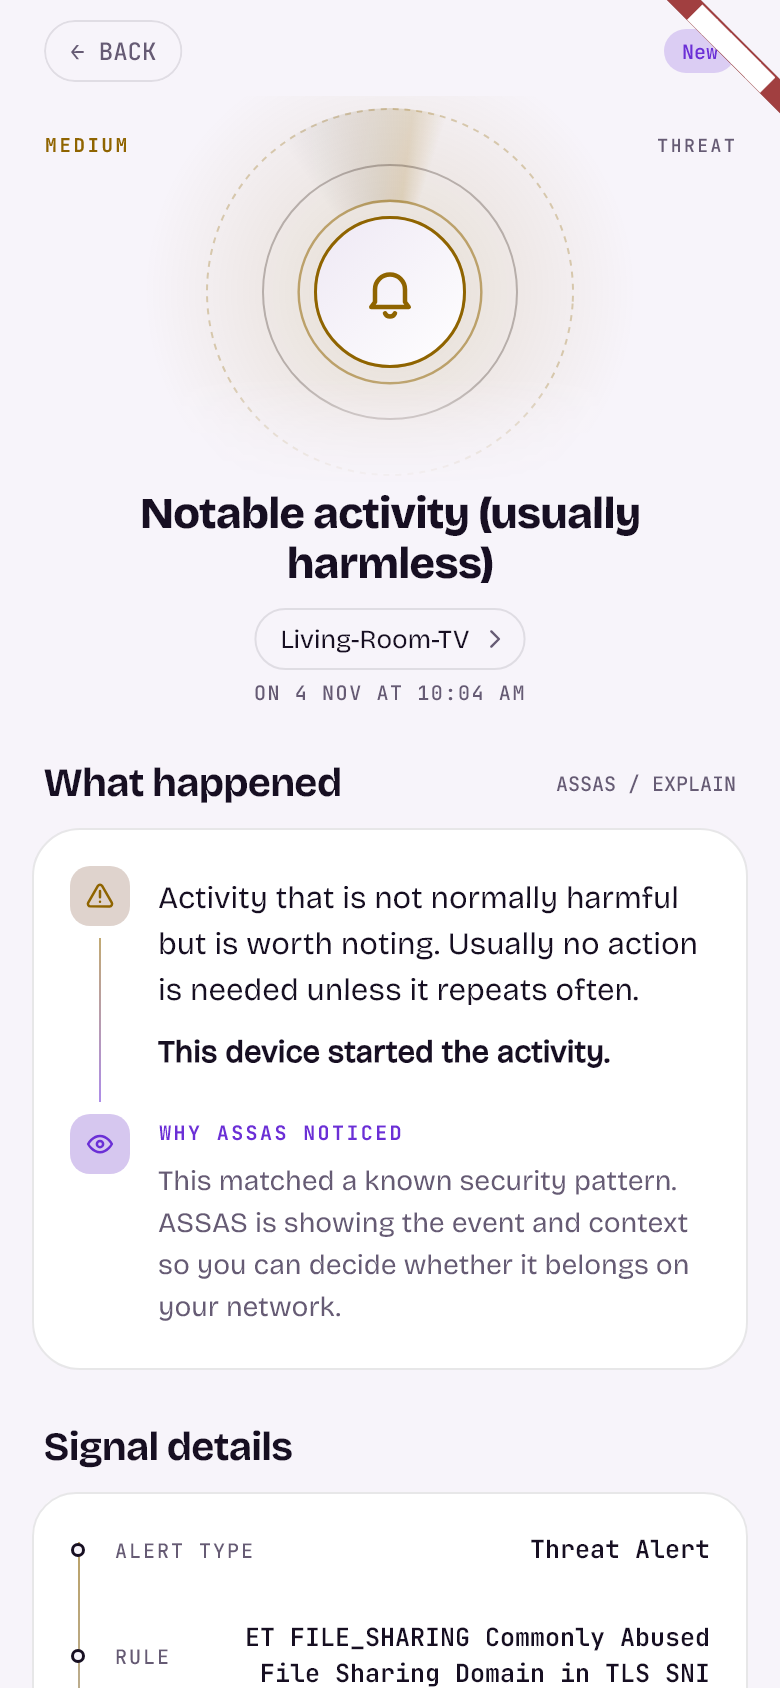 ← BACK
New
MEDIUM
THREAT
Notable activity (usually
harmless)
Living-Room-TV
ON 4 NOV AT 10:04 AM
What happened
ASSAS / EXPLAIN
Activity that is not normally harmful
but is worth noting. Usually no action
is needed unless it repeats often.
This device started the activity.
WHY ASSAS NOTICED
This matched a known security pattern.
ASSAS is showing the event and context
so you can decide whether it belongs on
your network.
Signal details
ALERT TYPE
Threat Alert
RULE
ET FILE_SHARING Commonly Abused
File Sharing Domain in TLS SNI